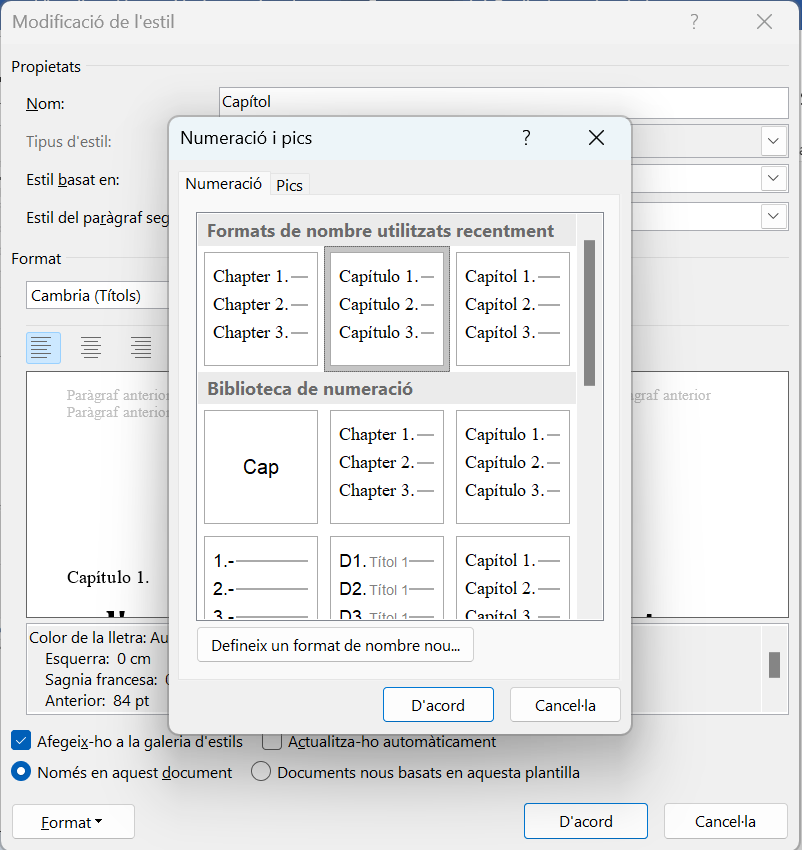 Modificació de l'estil ?
Propietats
Nom: Capítol
Tipus d'estil:
Estil basat en:
Estil del paràgraf seg
Format
Cambria (Títols)
Paràgraf anterior
Paràgraf anterior
graf anterior
Capítulo 1.
Color de la lletra: Au
Esquerra: 0 cm
Sagnia francesa:
Anterior: 84 pt
Afegeix-ho a la galeria d'estils
Actualitza-ho automàticament
Només en aquest document
Documents nous basats en aquesta plantilla
Format
D'acord
Cancel·la
Numeració i pics ?
Numeració
Pics
Formats de nombre utilitzats recentment
Chapter 1.
Chapter 2.
Chapter 3.
Capítulo 1.
Capítulo 2.
Capítulo 3.
Capítol 1.
Capítol 2.
Capítol 3.
Biblioteca de numeració
Cap
Chapter 1.
Chapter 2.
Chapter 3.
Capítulo 1.
Capítulo 2.
Capítulo 3.
1.-
2.-
3.-
D1. Títol 1
D2. Títol 1
D3. Títol 1
Capítol 1.
Capítol 2.
Capítol 3.
Defineix un format de nombre nou...
D'acord
Cancel·la